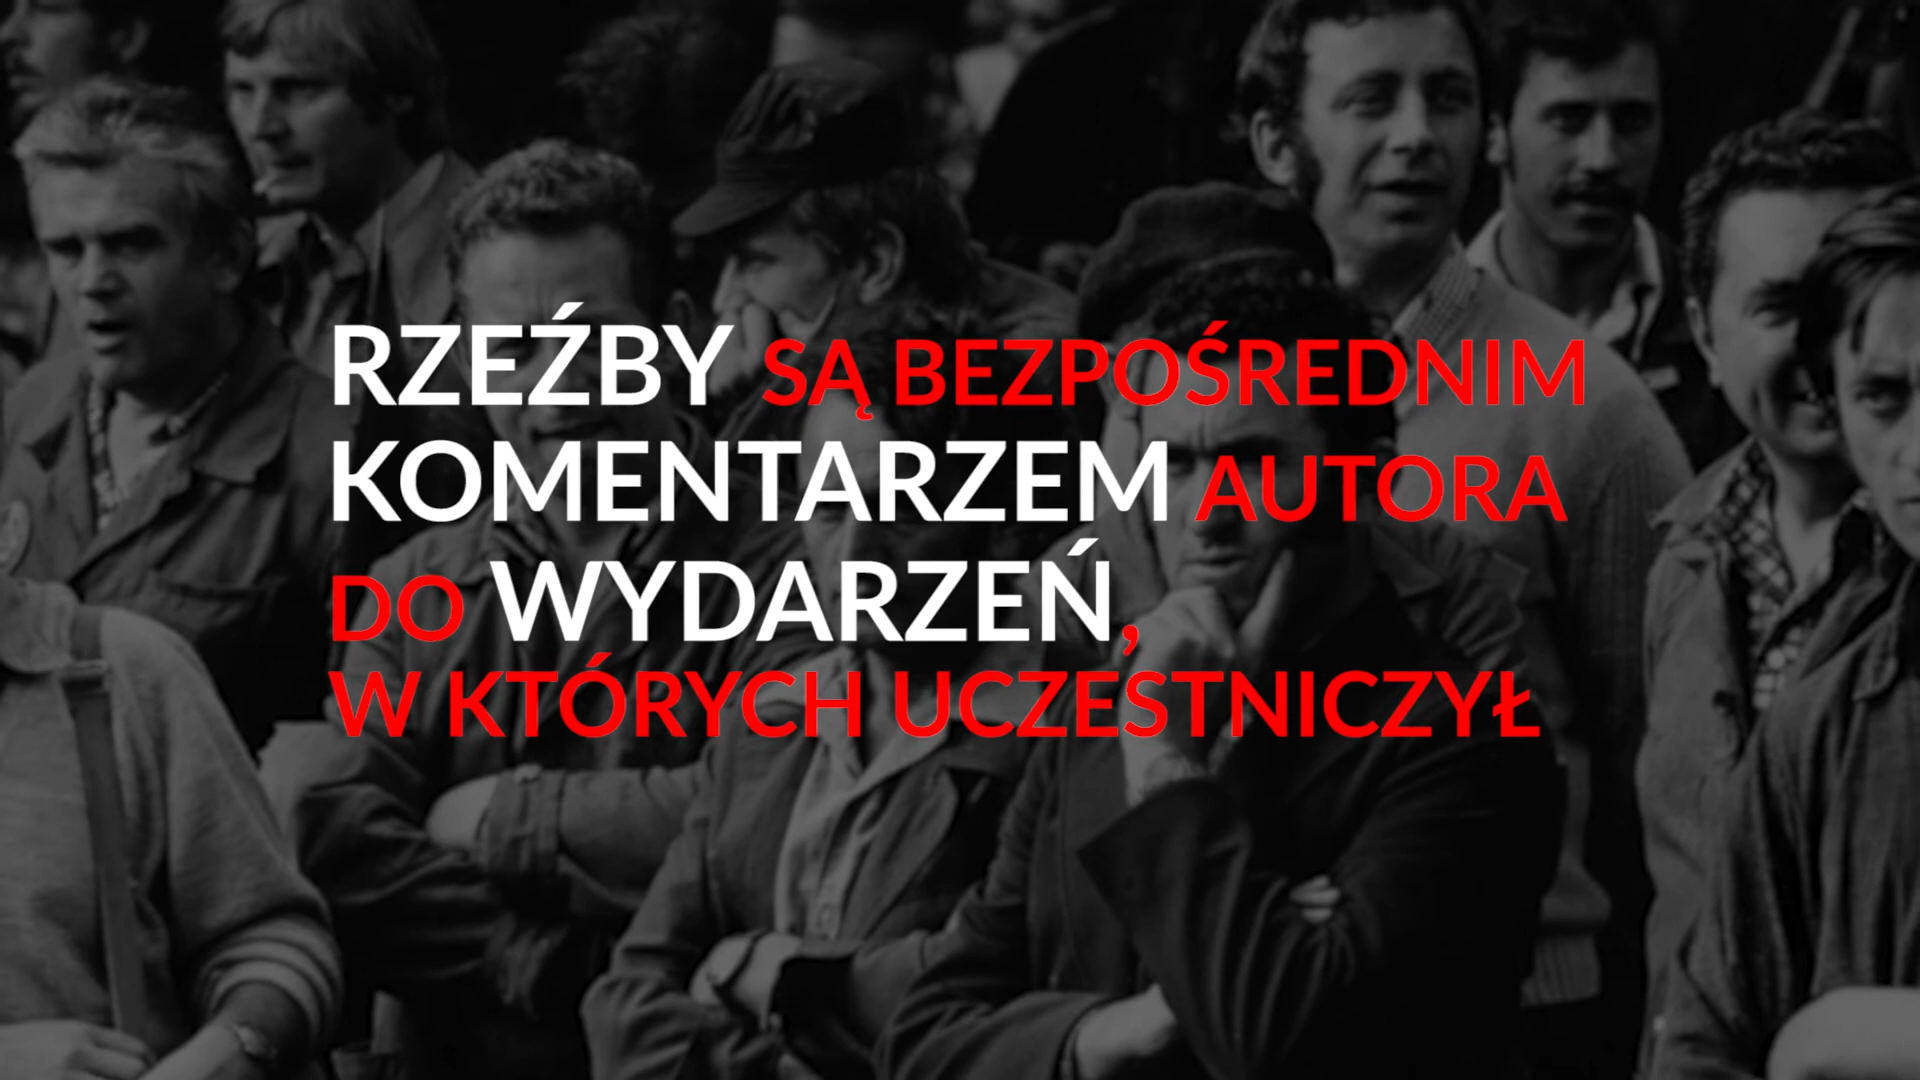 RZEŹBY SĄ BEZPOŚREDNIM
KOMENTARZEM AUTORA
DO WYDARZEŃ,
W KTÓRYCH UCZESTNICZYŁ